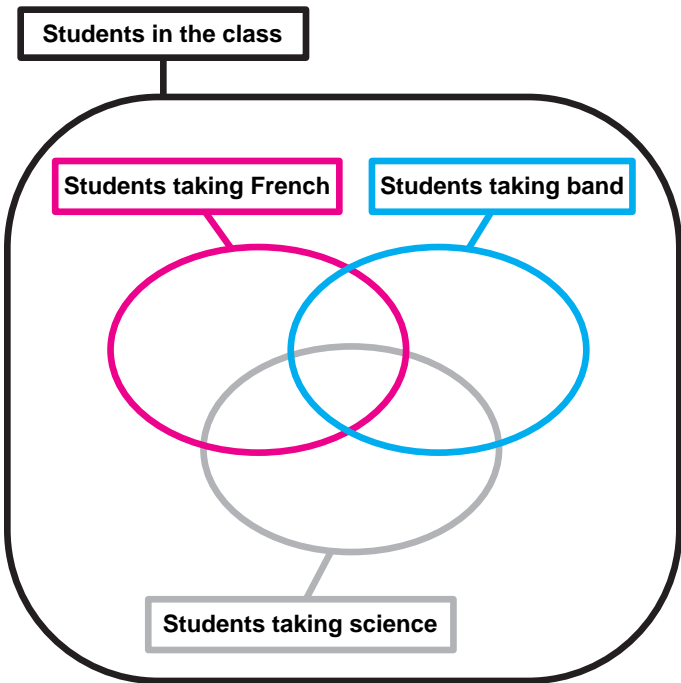 Students in the class
Students taking French
Students taking band
Students taking science